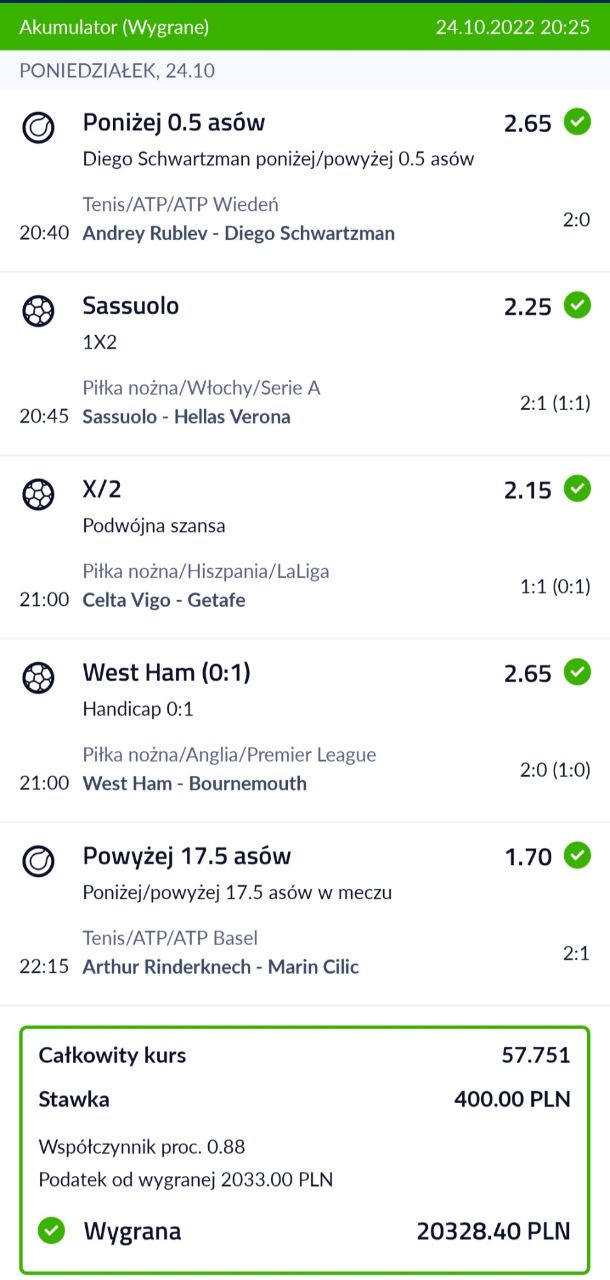 Akumulator (Wygrane) 24.10.2022 20:25
PONIEDZIAŁEK, 24.10
Poniżej 0.5 asów 2.65
Diego Schwartzman poniżej/powyżej 0.5 asów
Tenis/ATP/ATP Wiedeń
20:40 Andrey Rublev - Diego Schwartzman 2:0
Sassuolo 2.25
1X2
Piłka nożna/Włochy/Serie A
20:45 Sassuolo - Hellas Verona 2:1 (1:1)
X/2 2.15
Podwójna szansa
Piłka nożna/Hiszpania/LaLiga
21:00 Celta Vigo - Getafe 1:1 (0:1)
West Ham (0:1) 2.65
Handicap 0:1
Piłka nożna/Anglia/Premier League
21:00 West Ham - Bournemouth 2:0 (1:0)
Powyżej 17.5 asów 1.70
Poniżej/powyżej 17.5 asów w meczu
Tenis/ATP/ATP Basel
22:15 Arthur Rinderknech - Marin Cilic 2:1
Całkowity kurs 57.751
Stawka 400.00 PLN
Współczynnik proc. 0.88
Podatek od wygranej 2033.00 PLN
Wygrana 20328.40 PLN